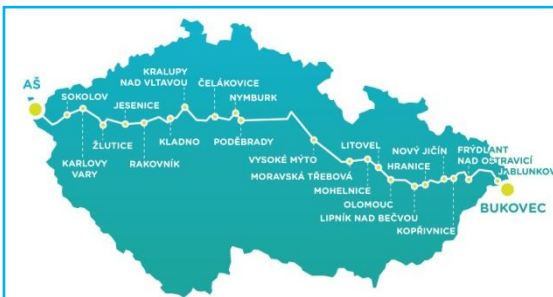 AŠ
SOKOLOV
KARLOVY
VARY
ŽLUTICE
JESENICE
RAKOVNÍK
KLADNO
KRALUPY
NAD VLTAVOU
ČELÁKOVICE
NYMBURK
PODĚBRADY
VYSOKÉ MÝTO
MORAVSKÁ TŘEBOVÁ
MOHELNICE
LITOVEL
OLOMOUC
LIPNÍK NAD BEČVOU
HRANICE
NOVÝ JIČÍN
KOPŘIVNICE
FRÝDLANT
NAD OSTRAVICÍ
JABLUNKOV
BUKOVEC